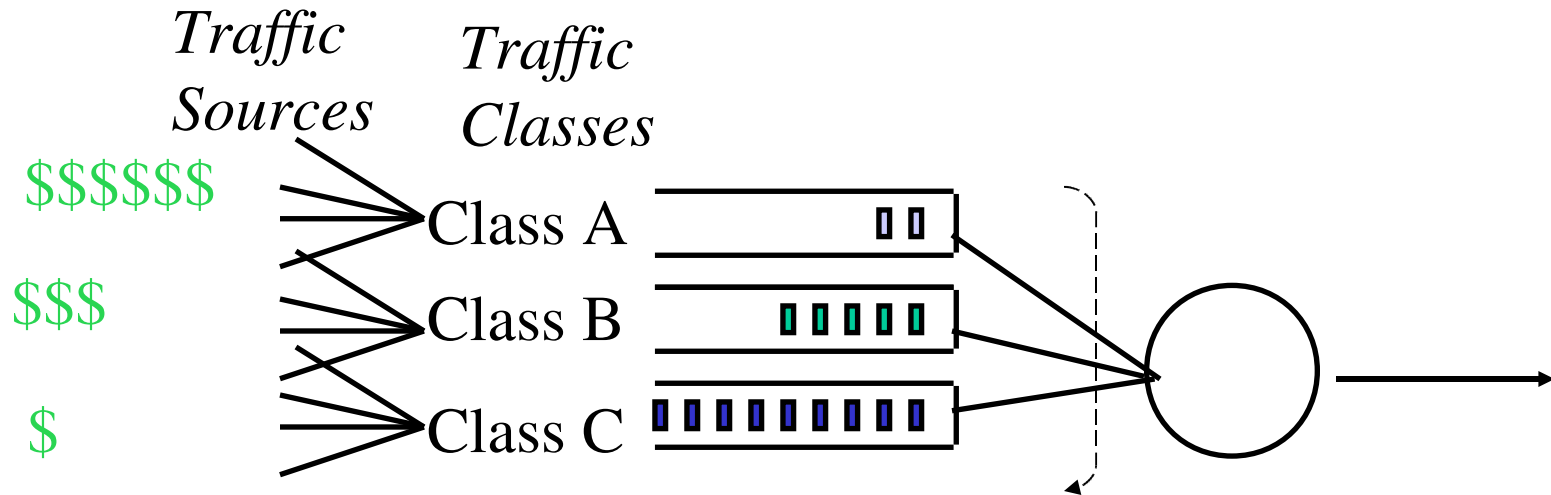 Traffic
Sources
Traffic
Classes
$$$$$$
Class A
$$$
Class B
$
Class C